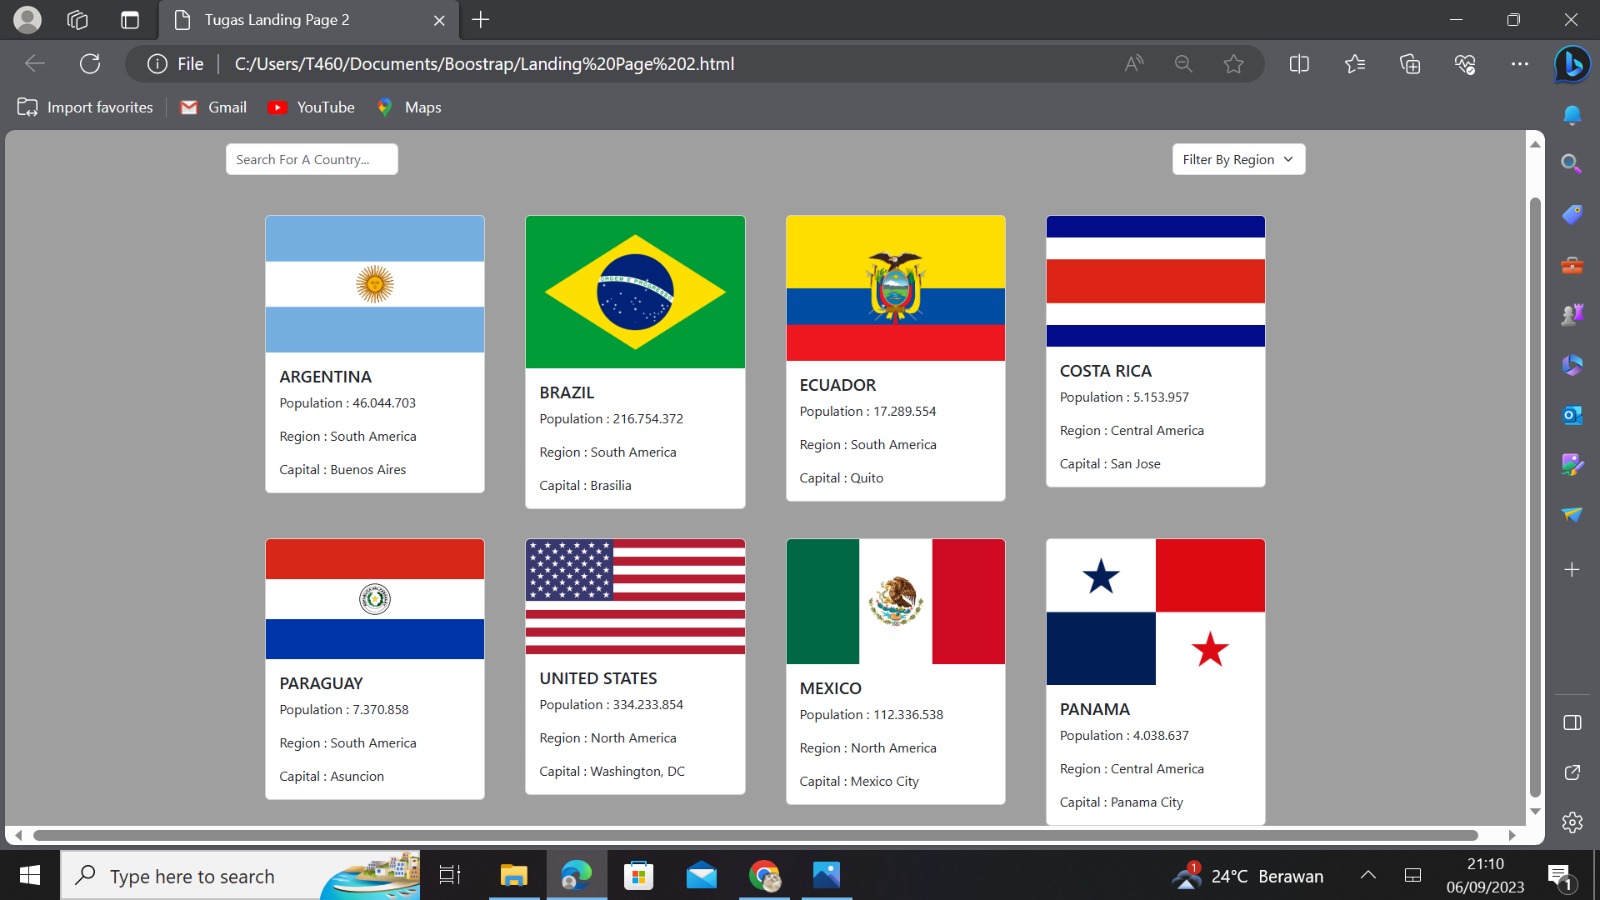 Tugas Landing Page 2
File
C:/Users/T460/Documents/Boostrap/Landing%20Page%202.html
Import favorites
Gmail
YouTube
Maps
Search For A Country...
Filter By Region
ARGENTINA
Population : 46.044.703
Region : South America
Capital : Buenos Aires
BRAZIL
Population : 216.754.372
Region : South America
Capital : Brasilia
ECUADOR
Population : 17.289.554
Region : South America
Capital : Quito
COSTA RICA
Population : 5.153.957
Region : Central America
Capital : San Jose
PARAGUAY
Population : 7.370.858
Region : South America
Capital : Asuncion
UNITED STATES
Population : 334.233.854
Region : North America
Capital : Washington, DC
MEXICO
Population : 112.336.538
Region : North America
Capital : Mexico City
PANAMA
Population : 4.038.637
Region : Central America
Capital : Panama City
Type here to search
1
24°C Berawan
21:10
06/09/2023
1